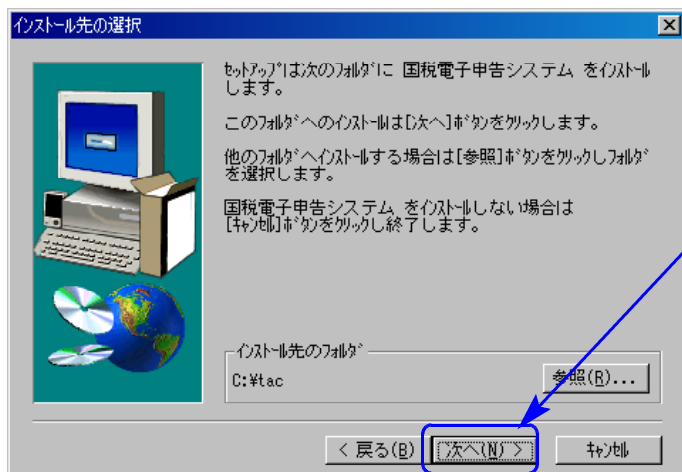 インストール先の選択
ｾｯﾄｱｯﾌﾟは次のﾌｫﾙﾀﾞに 国税電子申告システム をｲﾝｽﾄｰﾙ
します。
このﾌｫﾙﾀﾞへのｲﾝｽﾄｰﾙは[次へ]ﾎﾞﾀﾝをｸﾘｯｸします。
他のﾌｫﾙﾀﾞへｲﾝｽﾄｰﾙする場合は[参照]ﾎﾞﾀﾝをｸﾘｯｸしﾌｫﾙﾀﾞ
を選択します。
国税電子申告システム をｲﾝｽﾄｰﾙしない場合は
[ｷｬﾝｾﾙ]ﾎﾞﾀﾝをｸﾘｯｸし終了します。
ｲﾝｽﾄｰﾙ先のﾌｫﾙﾀﾞ
C:¥tac
参照(R)...
< 戻る(B)
次へ(N) >
ｷｬﾝｾﾙ